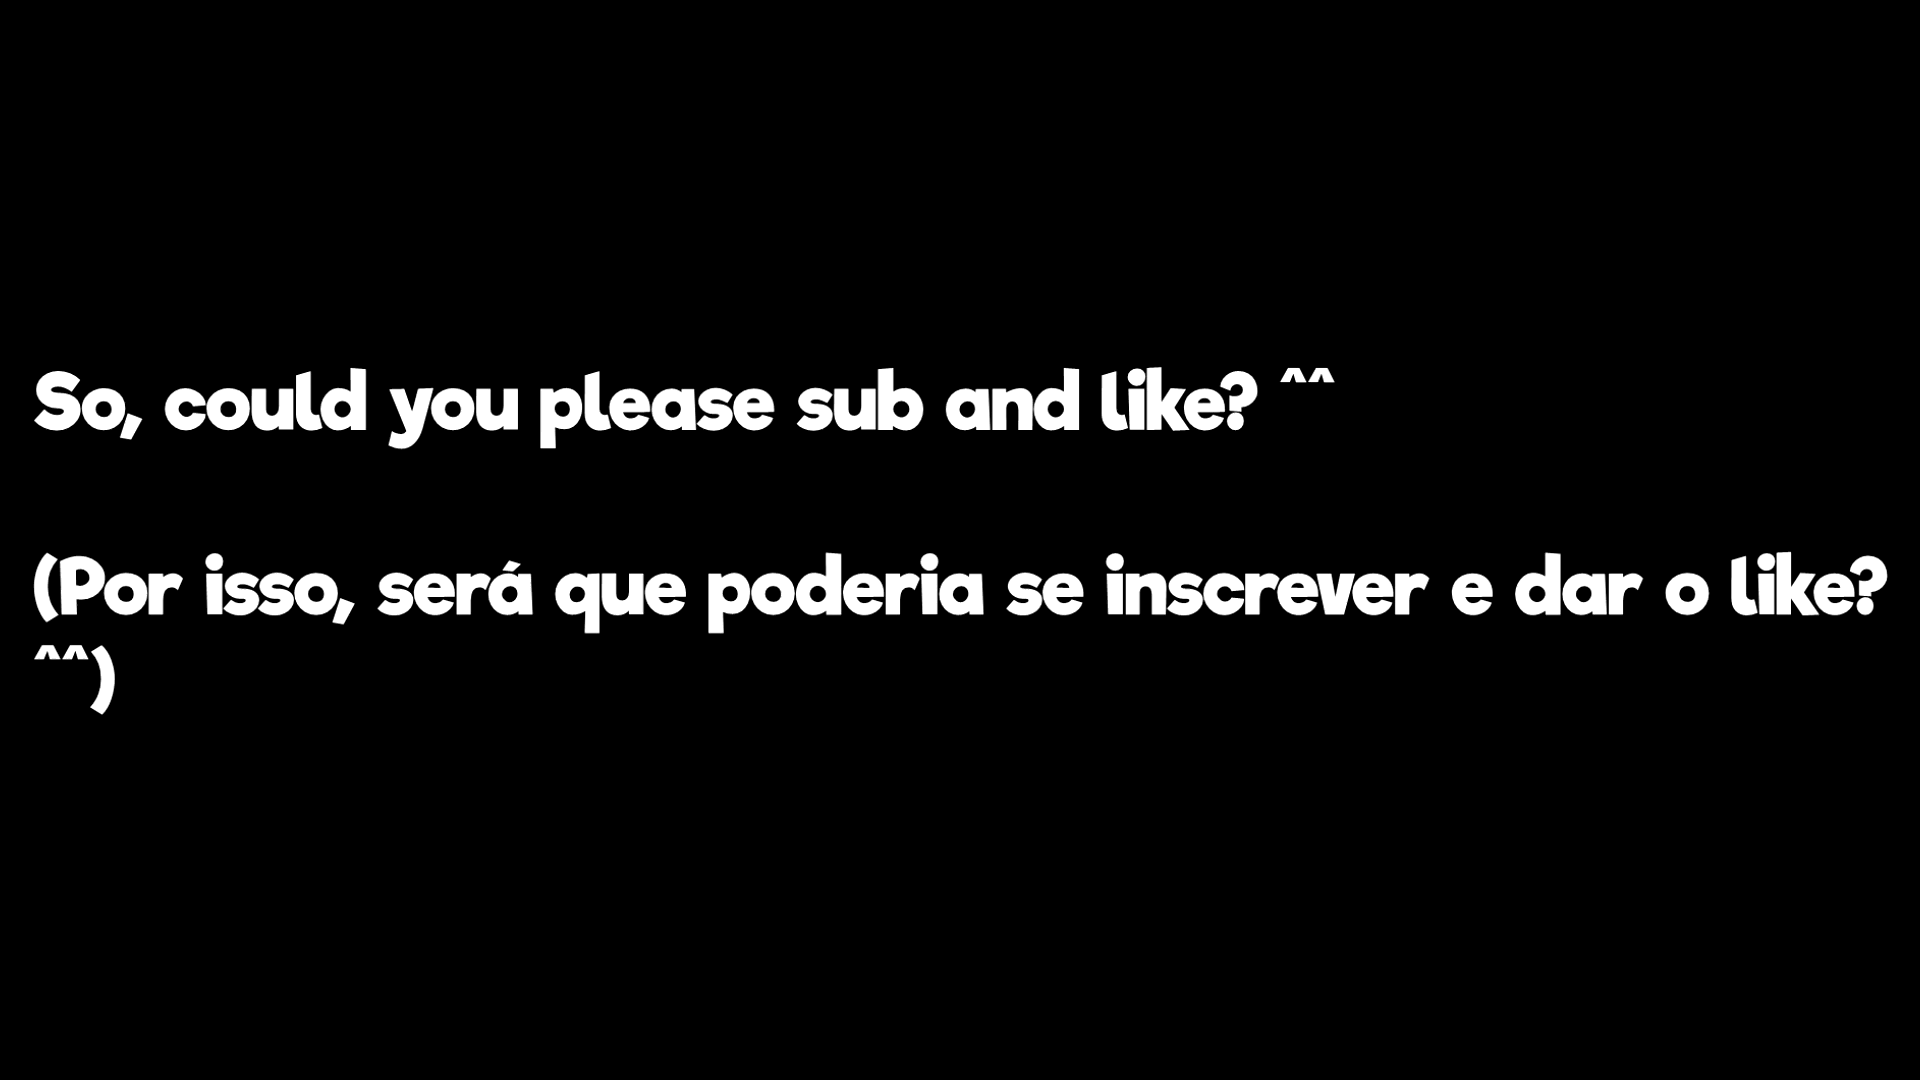 So, could you please sub and like? ^^
(Por isso, será que poderia se inscrever e dar o like?
^^)